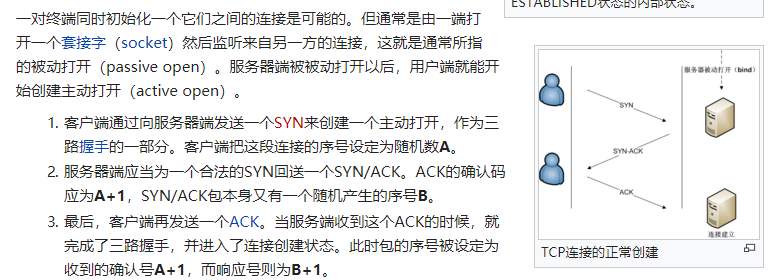 一对终端同时初始化一个它们之间的连接是可能的。但通常是由一端打
开一个套接字（socket）然后监听来自另一方的连接，这就是通常所指
的被动打开（passive open）。服务器端被被动打开以后，用户端就能开
始创建主动打开（active open）。
1. 客户端通过向服务器端发送一个SYN来创建一个主动打开，作为三
路握手的一部分。客户端把这段连接的序号设定为随机数A。
2. 服务器端应当为一个合法的SYN回送一个SYN/ACK。ACK的确认码
应为A+1，SYN/ACK包本身又有一个随机产生的序号B。
3. 最后，客户端再发送一个ACK。当服务端收到这个ACK的时候，就
完成了三路握手，并进入了连接创建状态。此时包的序号被设定为
收到的确认号A+1，而响应号则为B+1。
ESTABLISHED状态的内部状态。
服务器被动打开（bind）
SYN
SYN-ACK
ACK
连接建立
TCP连接的正常创建